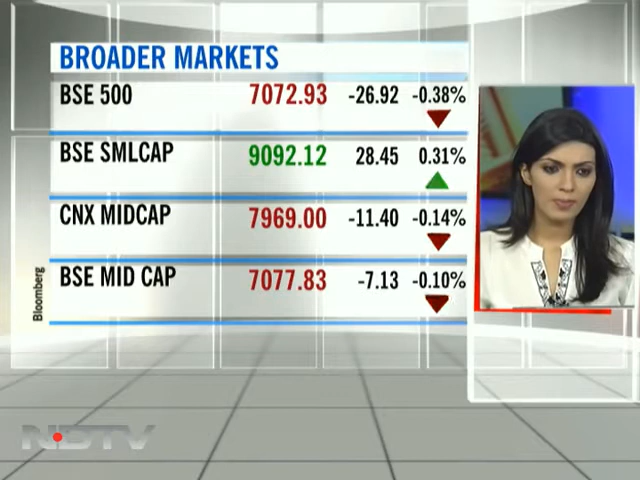 BROADER MARKETS
BSE 500 7072.93 -26.92 -0.38%
BSE SMLCAP 9092.12 28.45 0.31%
CNX MIDCAP 7969.00 -11.40 -0.14%
BSE MID CAP 7077.83 -7.13 -0.10%
Bloomberg
NDTV